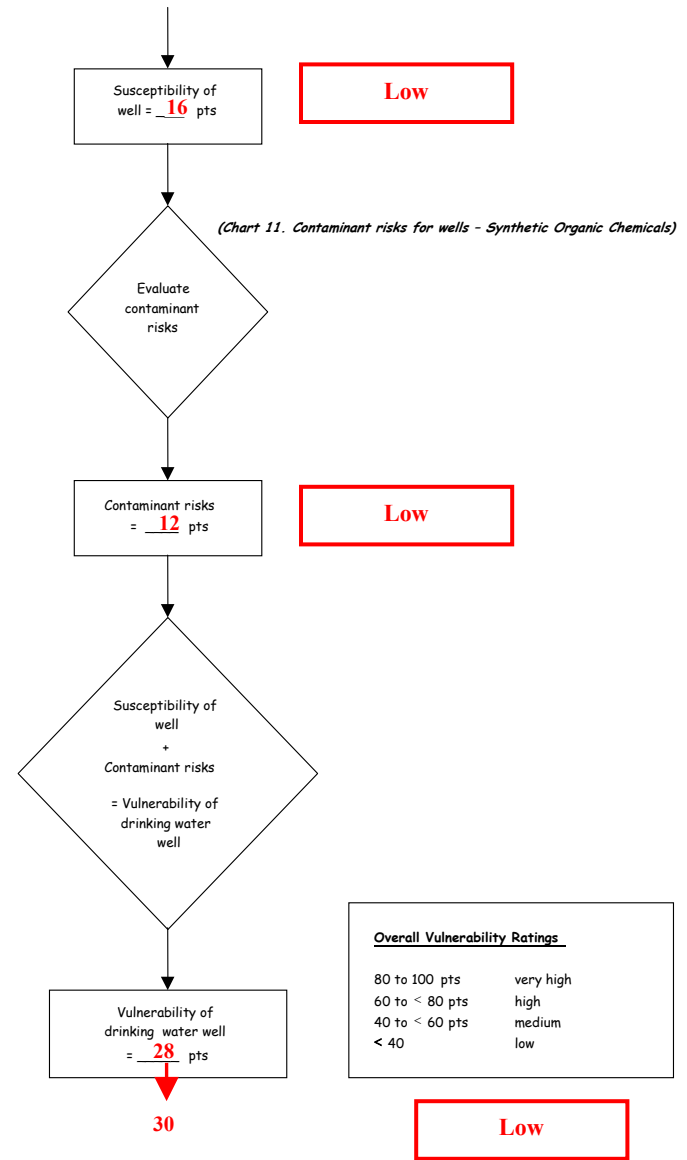 Susceptibility of
well = _16_ pts
Low
(Chart 11. Contaminant risks for wells – Synthetic Organic Chemicals)
Evaluate
contaminant
risks
Contaminant risks
= _12_ pts
Low
Susceptibility of
well
+
Contaminant risks
= Vulnerability of
drinking water
well
Overall Vulnerability Ratings
80 to 100 pts very high
60 to < 80 pts high
40 to < 60 pts medium
< 40 low
Vulnerability of
drinking water well
= _28_ pts
30
Low